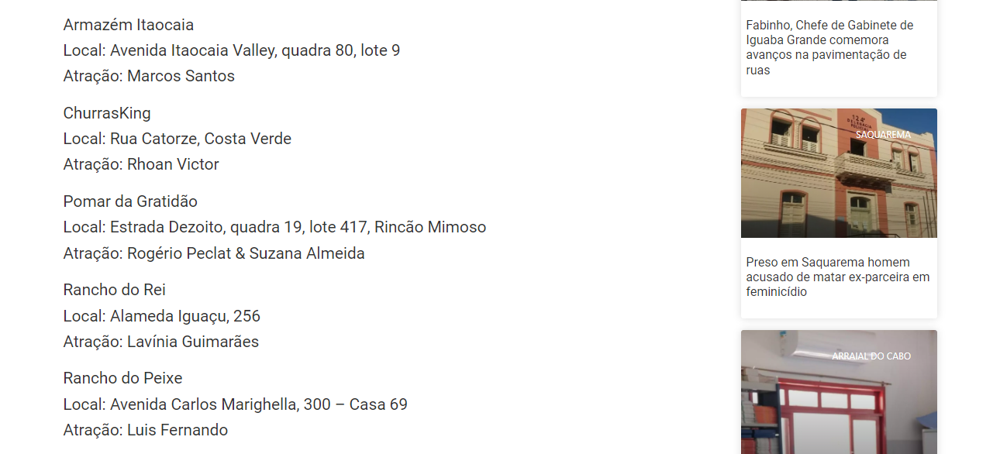 Armazém Itaocaia
Local: Avenida Itaocaia Valley, quadra 80, lote 9
Atração: Marcos Santos
ChurrasKing
Local: Rua Catorze, Costa Verde
Atração: Rhoan Victor
Pomar da Gratidão
Local: Estrada Dezoito, quadra 19, lote 417, Rincão Mimoso
Atração: Rogério Peclat & Suzana Almeida
Rancho do Rei
Local: Alameda Iguaçu, 256
Atração: Lavínia Guimarães
Rancho do Peixe
Local: Avenida Carlos Marighella, 300 – Casa 69
Atração: Luis Fernando
Fabinho, Chefe de Gabinete de
Iguaba Grande comemora
avanços na pavimentação de
ruas
124ª
DELEGACIA
POLICIAL
SAQUAREMA
Preso em Saquarema homem
acusado de matar ex-parceira em
feminicídio
ARRAIAL DO CABO